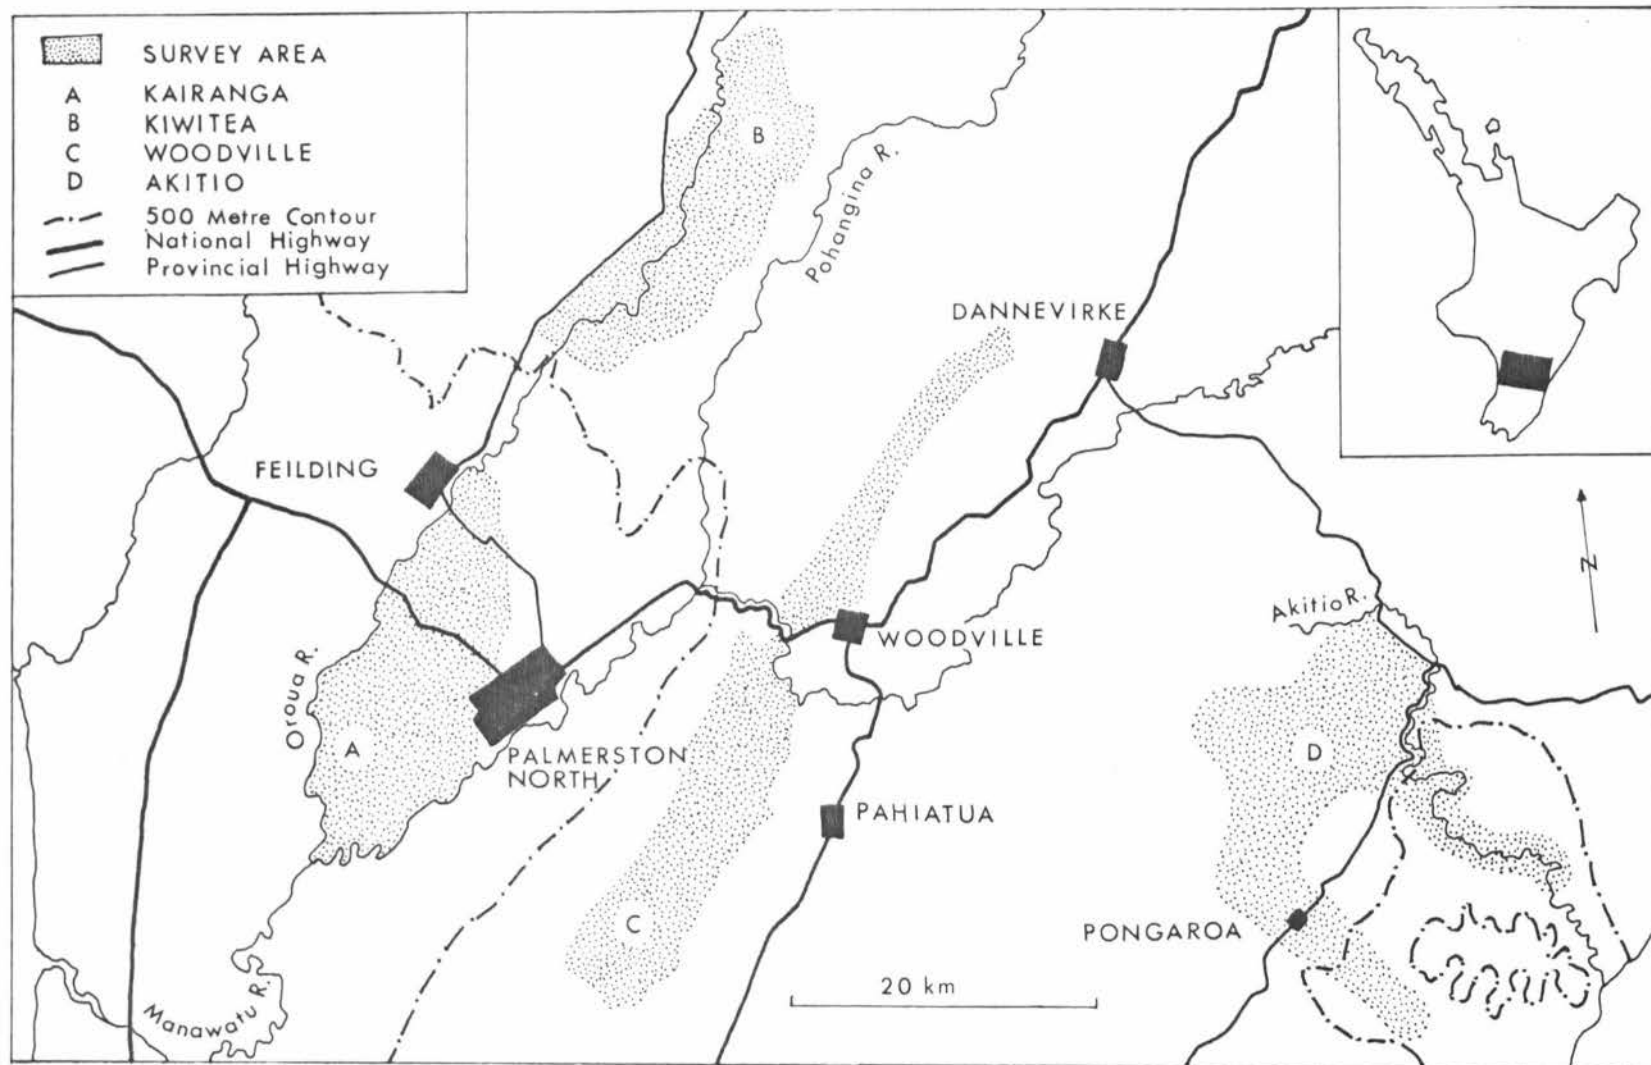 SURVEY AREA
A KAIRANGA
B KIWITEA
C WOODVILLE
D AKITIO
500 Metre Contour
National Highway
Provincial Highway
B
Pohangina R.
DANNEVIRKE
FEILDING
N
Akitio R.
WOODVILLE
Oroua R.
A
D
PALMERSTON
NORTH
PAHIATUA
C
PONGAROA
20 km
Manawatu R.